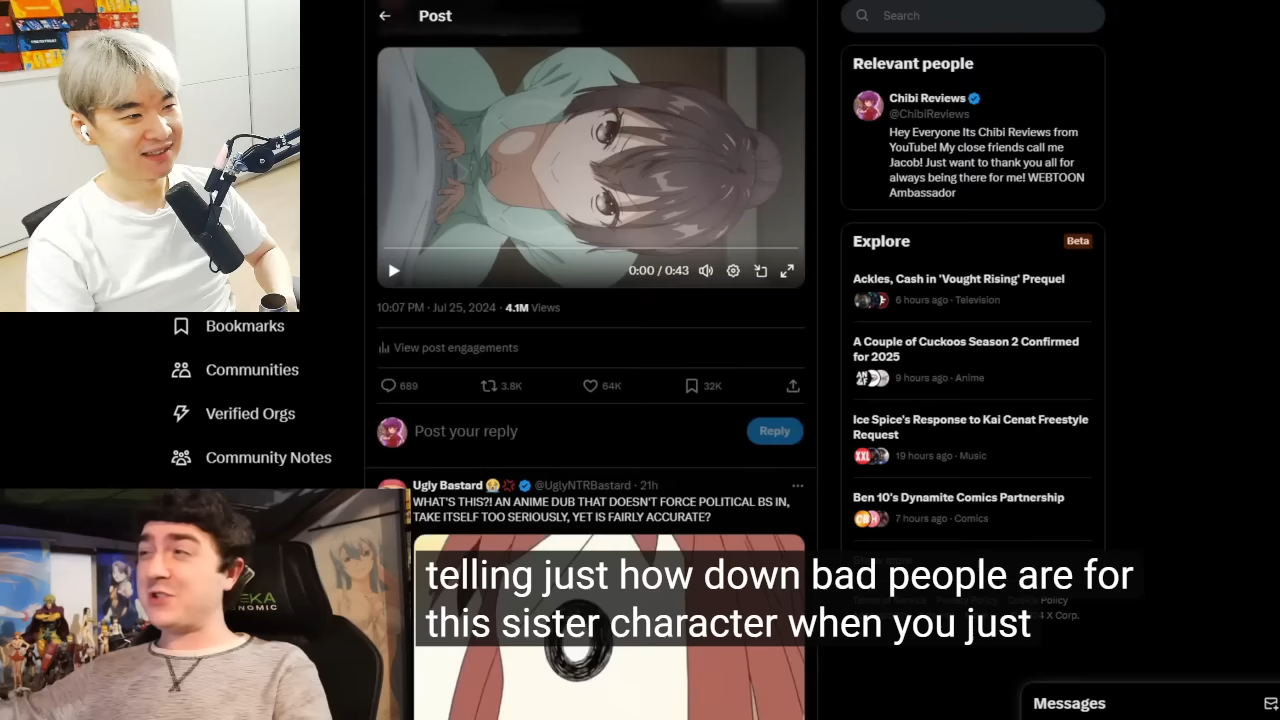 Post
Search
Relevant people
Chibi Reviews
@ChibiReviews
Hey Everyone Its Chibi Reviews from
YouTube! My close friends call me
Jacob! Just want to thank you all for
always being there for me! WEBTOON
Ambassador
0:00 / 0:43
10:07 PM · Jul 25, 2024 · 4.1M Views
View post engagements
689
3.8K
64K
32K
Post your reply
Reply
Explore
Beta
Ackles, Cash in 'Vought Rising' Prequel
6 hours ago · Television
A Couple of Cuckoos Season 2 Confirmed
for 2025
9 hours ago · Anime
Ice Spice's Response to Kai Cenat Freestyle
Request
19 hours ago · Music
Ben 10's Dynamite Comics Partnership
7 hours ago · Comics
Bookmarks
Communities
Verified Orgs
Community Notes
Ugly Bastard @UglyNTRBastard · 21h
WHAT'S THIS?! AN ANIME DUB THAT DOESN'T FORCE POLITICAL BS IN,
TAKE ITSELF TOO SERIOUSLY, YET IS FAIRLY ACCURATE?
telling just how down bad people are for
this sister character when you just
Policy
X Corp.
Messages